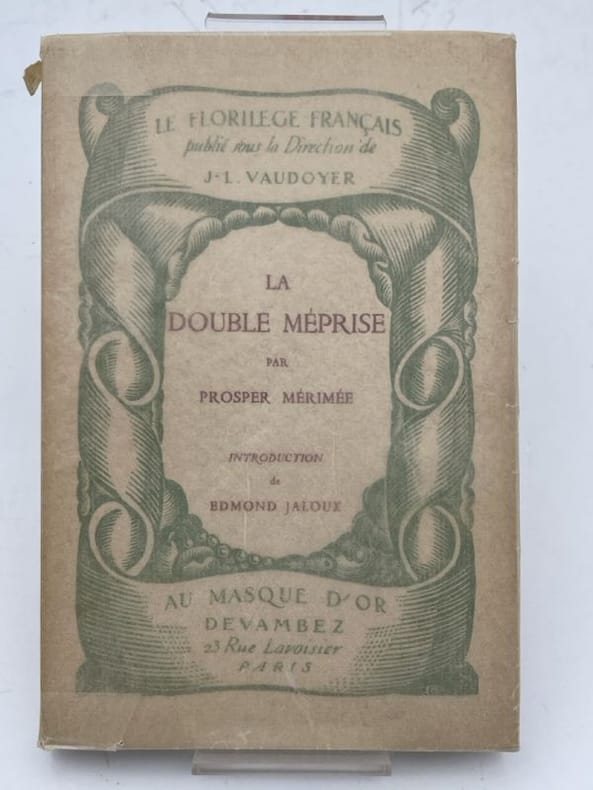 LE FLORILEGE FRANÇAIS
publié sous la Direction de
J-L. VAUDOYER
LA
DOUBLE MÉPRISE
PAR
PROSPER MÉRIMÉE
INTRODUCTION
de
EDMOND JALOUX
AU MASQUE D'OR
DEVAMBEZ
23 Rue Lavoisier
PARIS